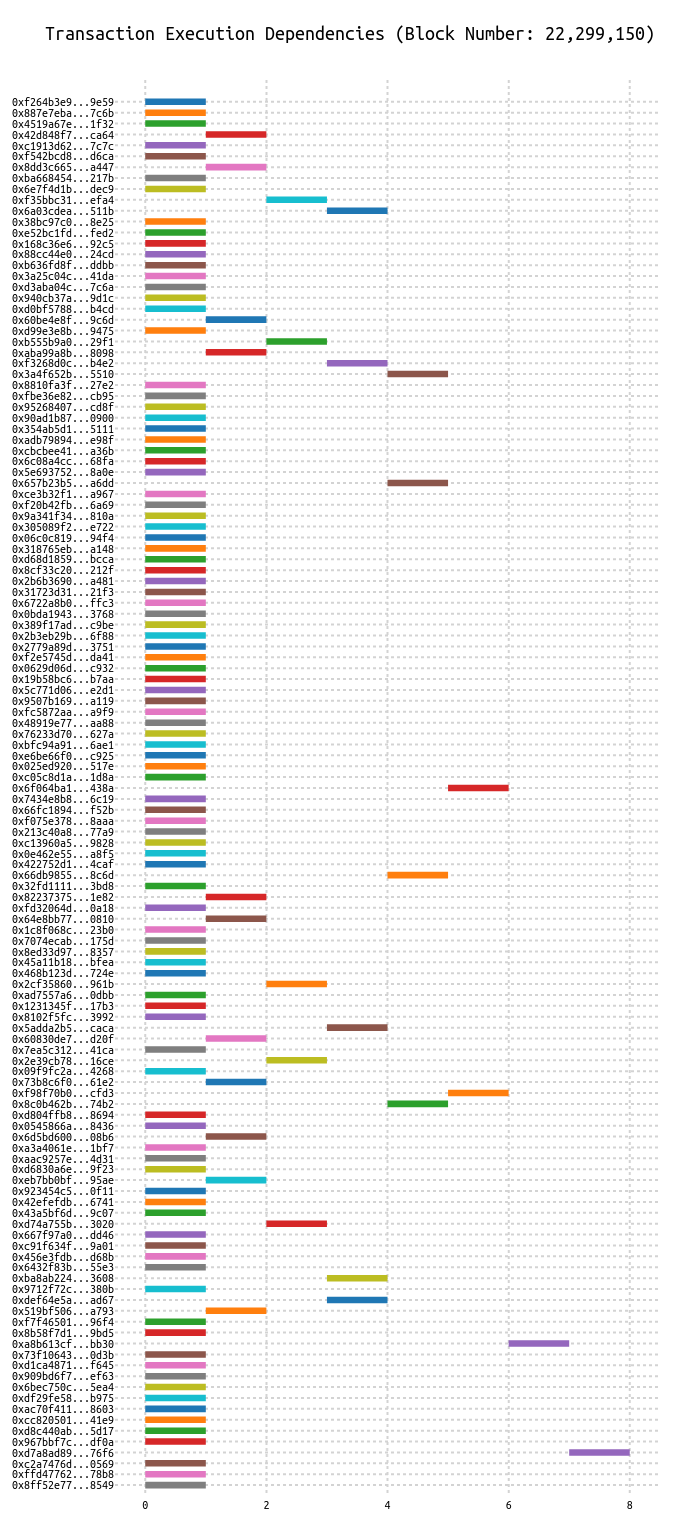 Transaction Execution Dependencies (Block Number: 22,299,150)
0xf264b3e9...9e59
0x887e7eba...7c6b
0x4519a67e...1f32
0x42d848f7...ca64
0xc1913d62...7c7c
0xf542bcd8...d6ca
0x8dd3c665...a447
0xba668454...217b
0x6e7f4d1b...dec9
0xf35bbc31...efa4
0x6a03cdea...511b
0x38bc97c0...8e25
0xe52bc1fd...fed2
0x168c36e6...92c5
0x88cc44e0...24cd
0xb636fd8f...ddbb
0x3a25c04c...41da
0xd3aba04c...7c6a
0x940cb37a...9d1c
0xd0bf5788...b4cd
0x60be4e8f...9c6d
0xd99e3e8b...9475
0xb555b9a0...29f1
0xaba99a8b...8098
0xf3268d0c...b4e2
0x3a4f652b...5510
0x8810fa3f...27e2
0xfbe36e82...cb95
0x95268407...cd8f
0x90ad1b87...0900
0x354ab5d1...5111
0xadb79894...e98f
0xcbcbee41...a36b
0x6c08a4cc...68fa
0x5e693752...8a0e
0x657b23b5...a6dd
0xce3b32f1...a967
0xf20b42fb...6a69
0x9a341f34...810a
0x305089f2...e722
0x06c0c819...94f4
0x318765eb...a148
0xd68d1859...bcca
0x8cf33c20...212f
0x2b6b3690...a481
0x31723d31...21f3
0x6722a8b0...ffc3
0x0bda1943...3768
0x389f17ad...c9be
0x2b3eb29b...6f88
0x2779a89d...3751
0xf2e5745d...da41
0x0629d06d...c932
0x19b58bc6...b7aa
0x5c771d06...e2d1
0x9507b169...a119
0xfc5872aa...a9f9
0x48919e77...aa88
0x76233d70...627a
0xbfc94a91...6ae1
0xe6be66f0...c925
0x025ed920...517e
0xc05c8d1a...1d8a
0x6f064ba1...438a
0x7434e8b8...6c19
0x66fc1894...f52b
0xf075e378...8aaa
0x213c40a8...77a9
0xc13960a5...9828
0x0e462e55...a8f5
0x422752d1...4caf
0x66db9855...8c6d
0x32fd1111...3bd8
0x82237375...1e82
0xfd32064d...0a18
0x64e8bb77...0810
0x1c8f068c...23b0
0x7074ecab...175d
0x8ed33d97...8357
0x45a11b18...bfea
0x468b123d...724e
0x2cf35860...961b
0xad7557a6...0dbb
0x1231345f...17b3
0x8102f5fc...3992
0x5adda2b5...caca
0x60830de7...d20f
0x7ea5c312...41ca
0x2e39cb78...16ce
0x09f9fc2a...4268
0x73b8c6f0...61e2
0xf98f70b0...cfd3
0x8c0b462b...74b2
0xd804ffb8...8694
0x0545866a...8436
0x6d5bd600...08b6
0xa3a4061e...1bf7
0xaac9257e...4d31
0xd6830a6e...9f23
0xeb7bb0bf...95ae
0x923454c5...0f11
0x42efefdb...6741
0x43a5bf6d...9c07
0xd74a755b...3020
0x667f97a0...dd46
0xc91f634f...9a01
0x456e3fdb...d68b
0x6432f83b...55e3
0xba8ab224...3608
0x9712f72c...380b
0xdef64e5a...ad67
0x519bf506...a793
0xf7f46501...96f4
0x8b58f7d1...9bd5
0xa8b613cf...bb30
0x73f10643...0d3b
0xd1ca4871...f645
0x909bd6f7...ef63
0x6bec750c...5ea4
0xdf29fe58...b975
0xac70f411...8603
0xcc820501...41e9
0xd8c440ab...5d17
0x967bbf7c...df0a
0xd7a8ad89...76f6
0xc2a7476d...0569
0xffd47762...78b8
0x8ff52e77...8549
0 2 4 6 8